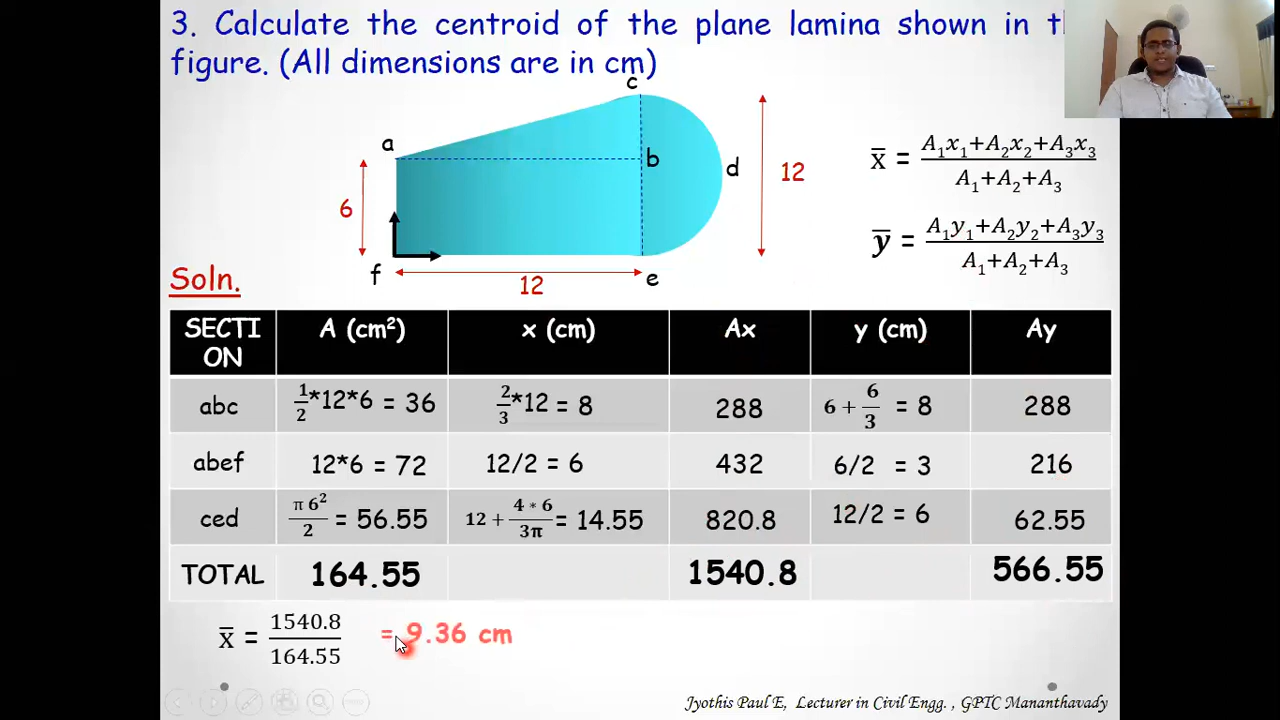 3. Calculate the centroid of the plane lamina shown in
figure. (All dimensions are in cm)
c
a
b
d
12
6
f
12
e
x̅ = (A₁x₁+A₂x₂+A₃x₃)/(A₁+A₂+A₃)
y̅ = (A₁y₁+A₂y₂+A₃y₃)/(A₁+A₂+A₃)
Soln.
SECTI ON | A (cm²) | x (cm) | Ax | y (cm) | Ay
abc | 1/2*12*6 = 36 | 2/3*12 = 8 | 288 | 6 + 6/3 = 8 | 288
abef | 12*6 = 72 | 12/2 = 6 | 432 | 6/2 = 3 | 216
ced | π 6²/2 = 56.55 | 12 + 4 * 6/3π = 14.55 | 820.8 | 12/2 = 6 | 62.55
TOTAL | 164.55 | | 1540.8 | | 566.55
x̅ = 1540.8/164.55 = 9.36 cm
Jyothis Paul E, Lecturer in Civil Engg. , GPTC Mananthavady